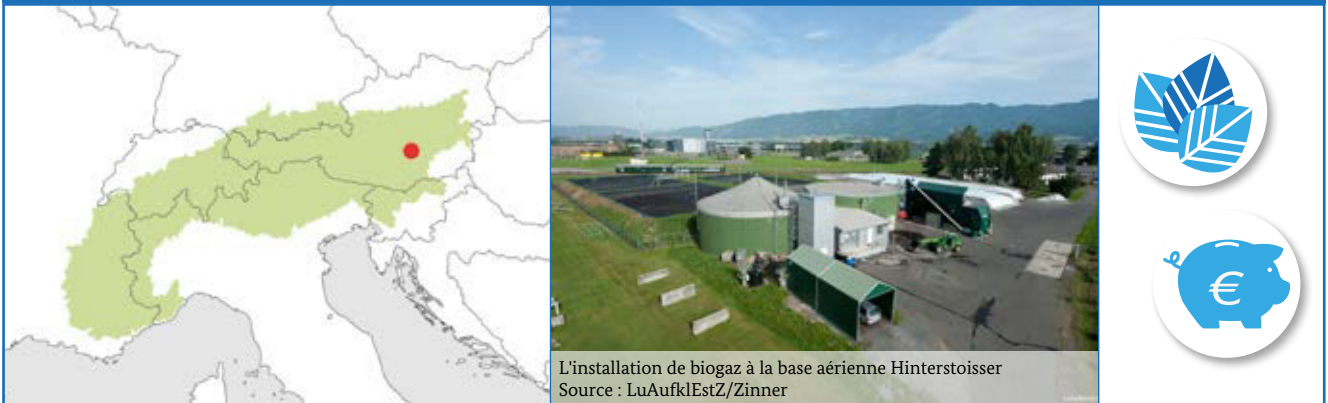 L'installation de biogaz à la base aérienne Hinterstoisser
Source : LuAufklEstZ/Zinner
€